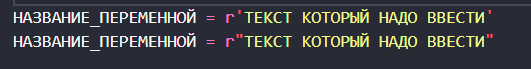 НАЗВАНИЕ_ПЕРЕМЕННОЙ = r'ТЕКСТ КОТОРЫЙ НАДО ВВЕСТИ'
НАЗВАНИЕ_ПЕРЕМЕННОЙ = r"ТЕКСТ КОТОРЫЙ НАДО ВВЕСТИ"